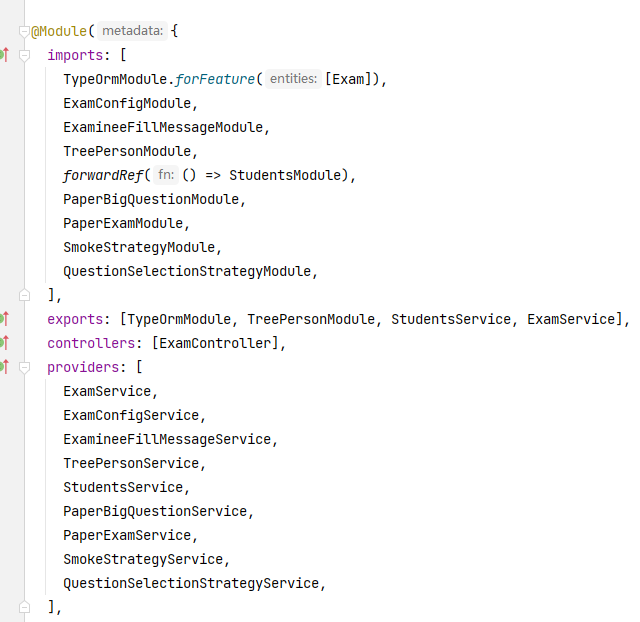 @Module( metadata: {
imports: [
TypeOrmModule.forFeature( entities: [Exam]),
ExamConfigModule,
ExamineeFillMessageModule,
TreePersonModule,
forwardRef( fn: () => StudentsModule),
PaperBigQuestionModule,
PaperExamModule,
SmokeStrategyModule,
QuestionSelectionStrategyModule,
],
exports: [TypeOrmModule, TreePersonModule, StudentsService, ExamService],
controllers: [ExamController],
providers: [
ExamService,
ExamConfigService,
ExamineeFillMessageService,
TreePersonService,
StudentsService,
PaperBigQuestionService,
PaperExamService,
SmokeStrategyService,
QuestionSelectionStrategyService,
],